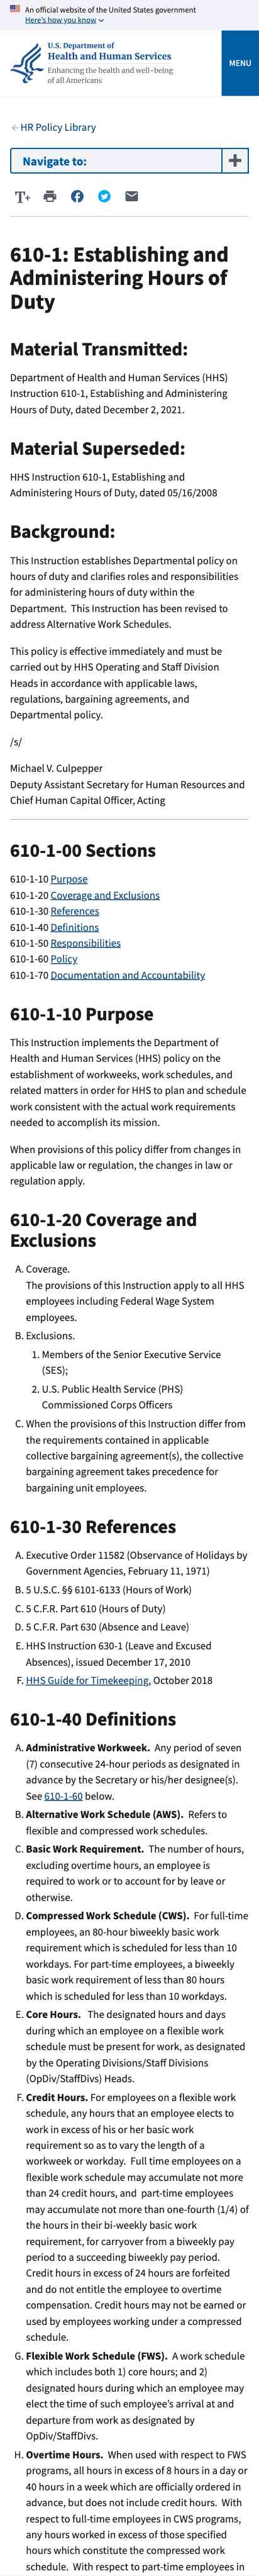 An official website of the United States government
Here's how you know
U.S. Department of
Health and Human Services
Enhancing the health and well-being
of all Americans
MENU
HR Policy Library
Navigate to:
T+
610-1: Establishing and
Administering Hours of
Duty
Material Transmitted:
Department of Health and Human Services (HHS)
Instruction 610-1, Establishing and Administering
Hours of Duty, dated December 2, 2021.
Material Superseded:
HHS Instruction 610-1, Establishing and
Administering Hours of Duty, dated 05/16/2008
Background:
This Instruction establishes Departmental policy on
hours of duty and clarifies roles and responsibilities
for administering hours of duty within the
Department.  This Instruction has been revised to
address Alternative Work Schedules.
This policy is effective immediately and must be
carried out by HHS Operating and Staff Division
Heads in accordance with applicable laws,
regulations, bargaining agreements, and
Departmental policy.
/s/
Michael V. Culpepper
Deputy Assistant Secretary for Human Resources and
Chief Human Capital Officer, Acting
610-1-00 Sections
610-1-10 Purpose
610-1-20 Coverage and Exclusions
610-1-30 References
610-1-40 Definitions
610-1-50 Responsibilities
610-1-60 Policy
610-1-70 Documentation and Accountability
610-1-10 Purpose
This Instruction implements the Department of
Health and Human Services (HHS) policy on the
establishment of workweeks, work schedules, and
related matters in order for HHS to plan and schedule
work consistent with the actual work requirements
needed to accomplish its mission.
When provisions of this policy differ from changes in
applicable law or regulation, the changes in law or
regulation apply.
610-1-20 Coverage and
Exclusions
A. Coverage.
The provisions of this Instruction apply to all HHS
employees including Federal Wage System
employees.
B. Exclusions.
1. Members of the Senior Executive Service
(SES);
2. U.S. Public Health Service (PHS)
Commissioned Corps Officers
C. When the provisions of this Instruction differ from
the requirements contained in applicable
collective bargaining agreement(s), the collective
bargaining agreement takes precedence for
bargaining unit employees.
610-1-30 References
A. Executive Order 11582 (Observance of Holidays by
Government Agencies, February 11, 1971)
B. 5 U.S.C. §§ 6101-6133 (Hours of Work)
C. 5 C.F.R. Part 610 (Hours of Duty)
D. 5 C.F.R. Part 630 (Absence and Leave)
E. HHS Instruction 630-1 (Leave and Excused
Absences), issued December 17, 2010
F. HHS Guide for Timekeeping, October 2018
610-1-40 Definitions
A. Administrative Workweek.  Any period of seven
(7) consecutive 24-hour periods as designated in
advance by the Secretary or his/her designee(s).
See 610-1-60 below.
B. Alternative Work Schedule (AWS).  Refers to
flexible and compressed work schedules.
C. Basic Work Requirement.  The number of hours,
excluding overtime hours, an employee is
required to work or to account for by leave or
otherwise.
D. Compressed Work Schedule (CWS).  For full-time
employees, an 80-hour biweekly basic work
requirement which is scheduled for less than 10
workdays. For part-time employees, a biweekly
basic work requirement of less than 80 hours
which is scheduled for less than 10 workdays.
E. Core Hours.   The designated hours and days
during which an employee on a flexible work
schedule must be present for work, as designated
by the Operating Divisions/Staff Divisions
(OpDiv/StaffDivs) Heads.
F. Credit Hours. For employees on a flexible work
schedule, any hours that an employee elects to
work in excess of his or her basic work
requirement so as to vary the length of a
workweek or workday.  Full time employees on a
flexible work schedule may accumulate not more
than 24 credit hours, and  part-time employees
may accumulate not more than one-fourth (1/4) of
the hours in their bi-weekly basic work
requirement, for carryover from a biweekly pay
period to a succeeding biweekly pay period.
Credit hours in excess of 24 hours are forfeited
and do not entitle the employee to overtime
compensation. Credit hours may not be earned or
used by employees working under a compressed
schedule.
G. Flexible Work Schedule (FWS).  A work schedule
which includes both 1) core hours; and 2)
designated hours during which an employee may
elect the time of such employee's arrival at and
departure from work as designated by
OpDiv/StaffDivs.
H. Overtime Hours.  When used with respect to FWS
programs, all hours in excess of 8 hours in a day or
40 hours in a week which are officially ordered in
advance, but does not include credit hours.  With
respect to full-time employees in CWS programs,
any hours worked in excess of those specified
hours which constitute the compressed work
schedule.  With respect to part-time employees in